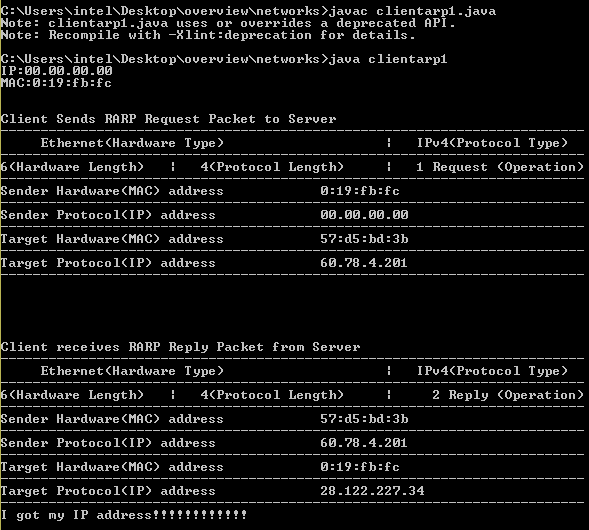 C:\Users\intel\Desktop\overview\networks>javac clientarp1.java
Note: clientarp1.java uses or overrides a deprecated API.
Note: Recompile with -Xlint:deprecation for details.
C:\Users\intel\Desktop\overview\networks>java clientarp1
IP:00.00.00.00
MAC:0:19:fb:fc
Client Sends RARP Request Packet to Server
Ethernet(Hardware Type) | IPv4(Protocol Type)
6(Hardware Length) | 4(Protocol Length) | 1 Request (Operation)
Sender Hardware(MAC) address 0:19:fb:fc
Sender Protocol(IP) address 00.00.00.00
Target Hardware(MAC) address 57:d5:bd:3b
Target Protocol(IP) address 60.78.4.201
Client receives RARP Reply Packet from Server
Ethernet(Hardware Type) | IPv4(Protocol Type)
6(Hardware Length) | 4(Protocol Length) | 2 Reply (Operation)
Sender Hardware(MAC) address 57:d5:bd:3b
Sender Protocol(IP) address 60.78.4.201
Target Hardware(MAC) address 0:19:fb:fc
Target Protocol(IP) address 28.122.227.34
I got my IP address!!!!!!!!!!!!